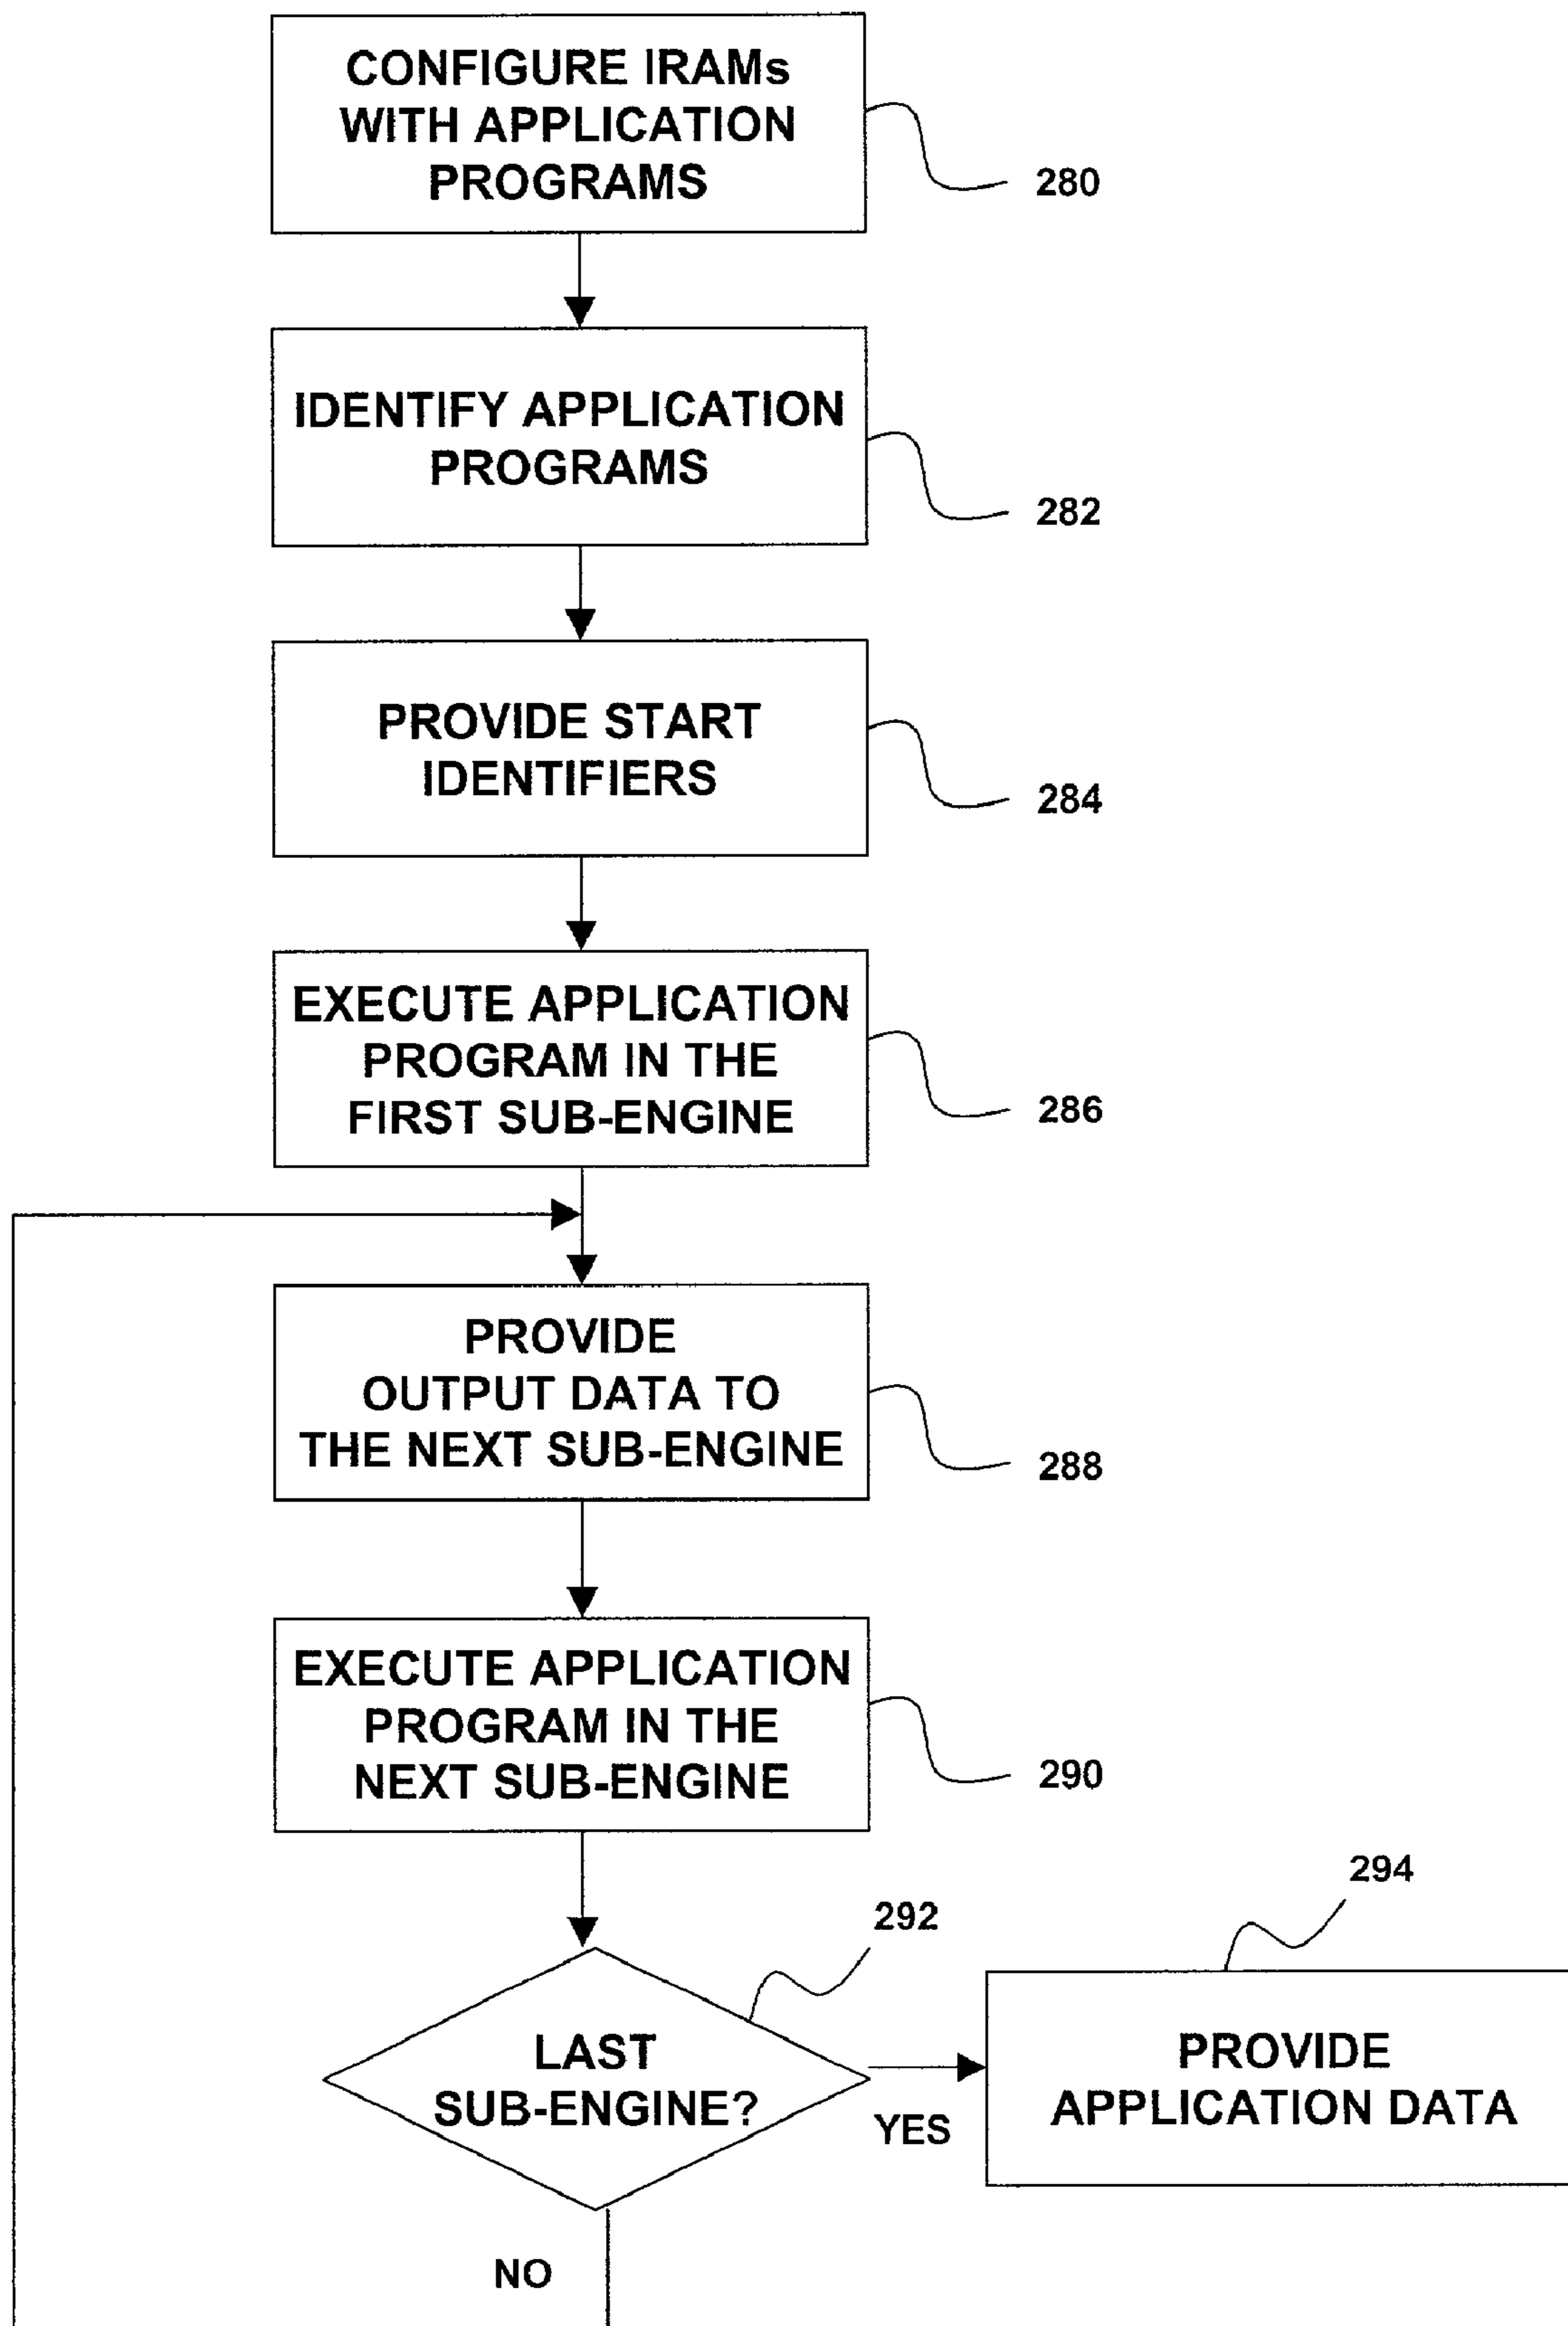 CONFIGURE IRAMs
WITH APPLICATION
PROGRAMS
280
IDENTIFY APPLICATION
PROGRAMS
282
PROVIDE START
IDENTIFIERS
284
EXECUTE APPLICATION
PROGRAM IN THE
FIRST SUB-ENGINE
286
PROVIDE
OUTPUT DATA TO
THE NEXT SUB-ENGINE
288
EXECUTE APPLICATION
PROGRAM IN THE
NEXT SUB-ENGINE
290
292
LAST
SUB-ENGINE?
YES
NO
294
PROVIDE
APPLICATION DATA